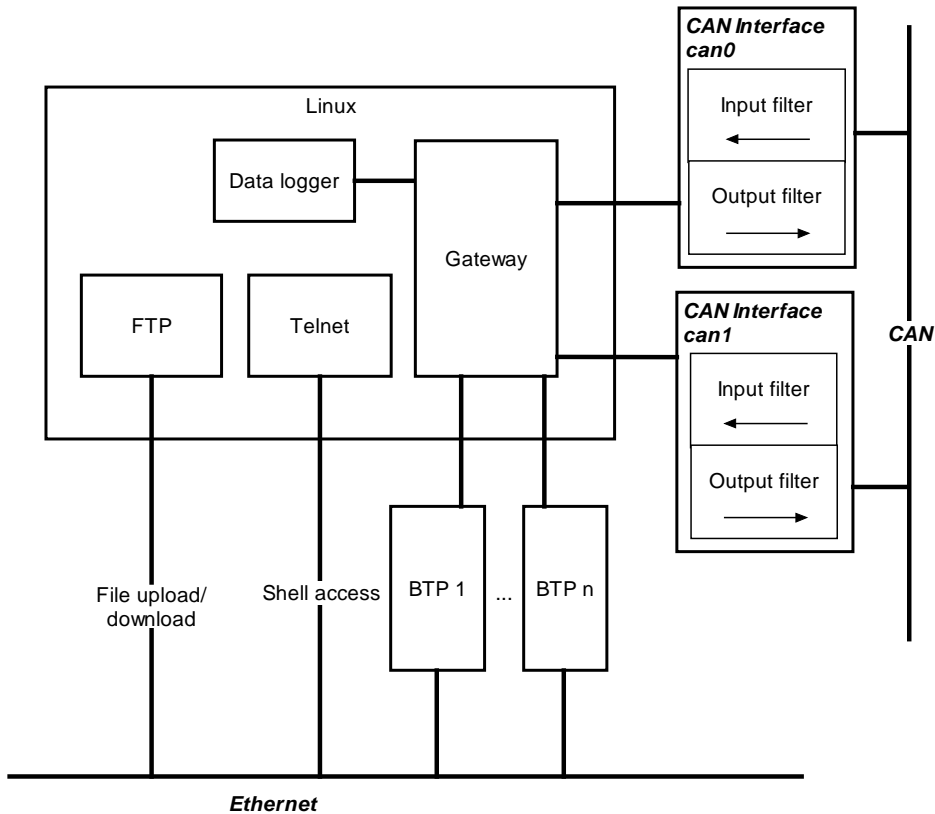 CAN Interface
can0
Input filter
Output filter
Linux
Data logger
Gateway
FTP
Telnet
CAN Interface
can1
Input filter
Output filter
CAN
File upload/
download
Shell access
BTP 1
...
BTP n
Ethernet